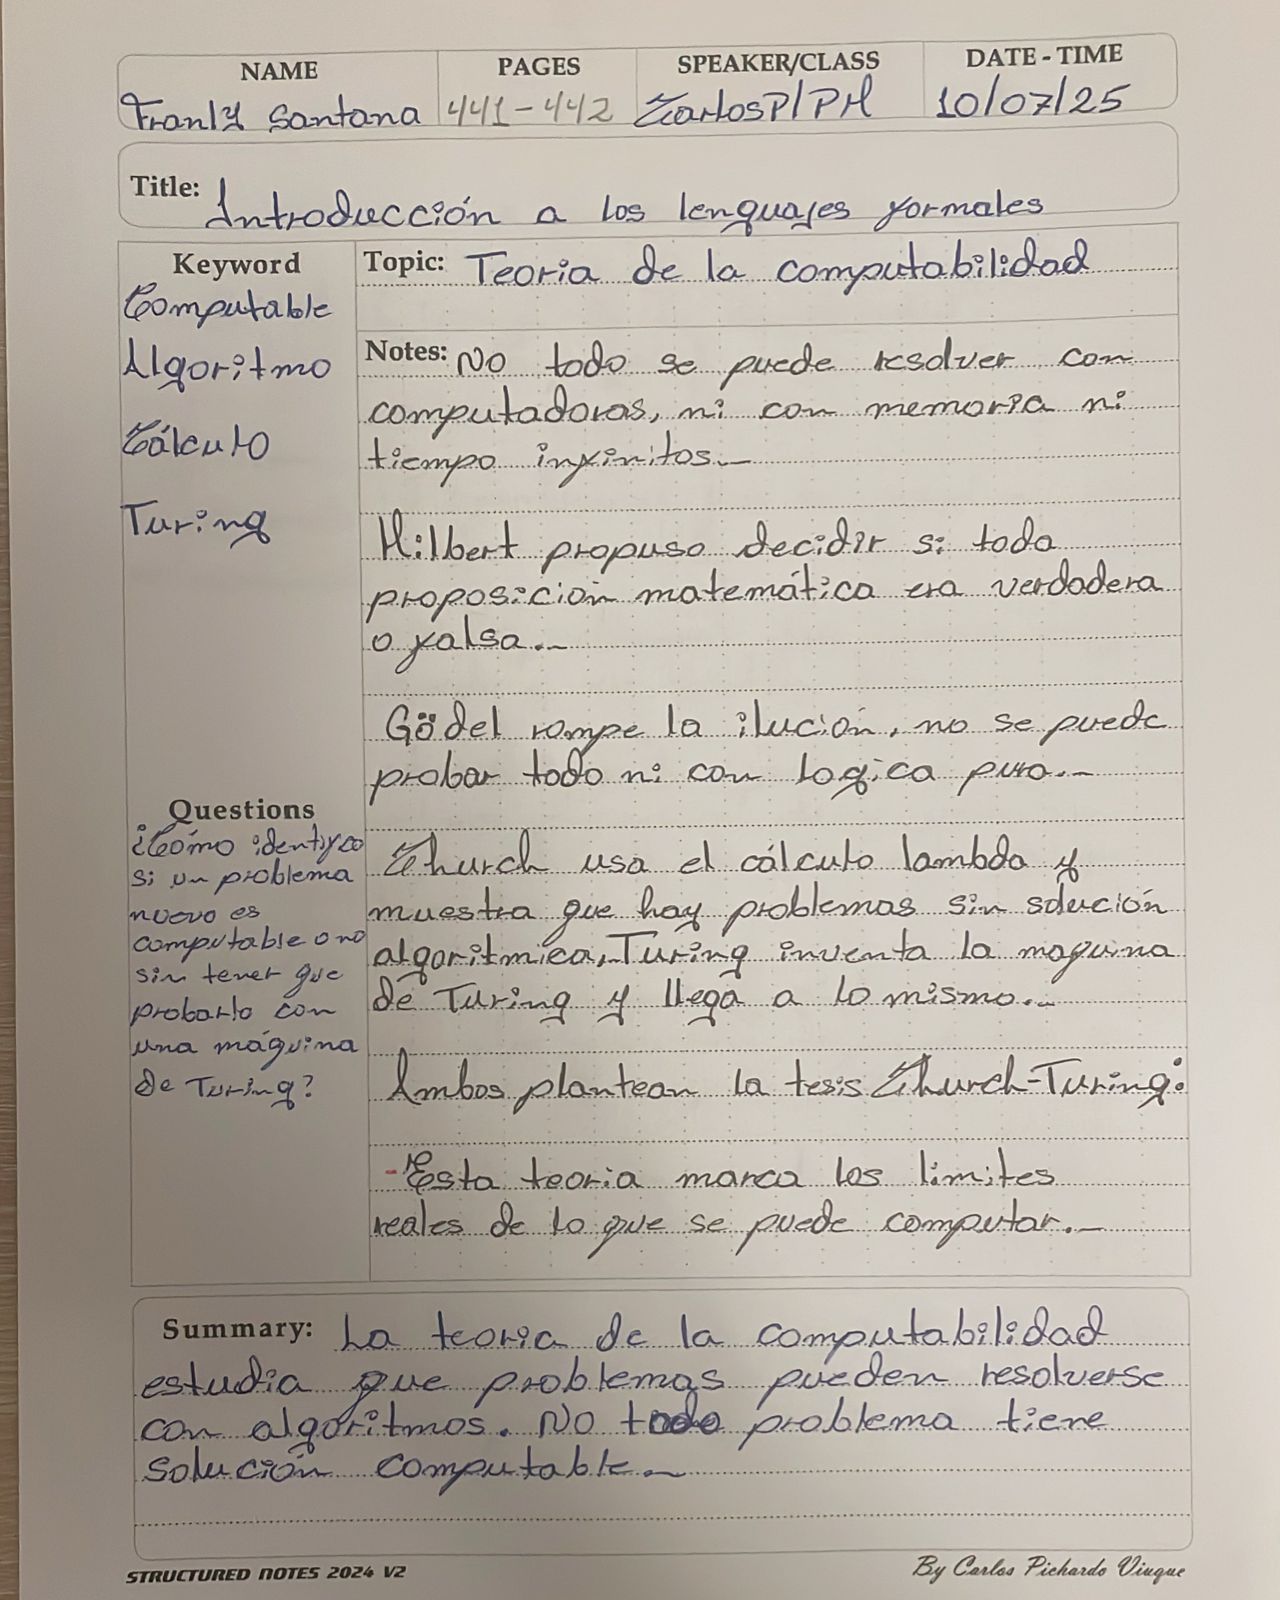 NAME PAGES SPEAKER/CLASS DATE - TIME
Franly Santana 441-442 CarlosP/PM 10/07/25
Title: Introducción a los lenguajes formales
Keyword
Computable
Algoritmo
Cálculo
Turing
Questions
¿Cómo identifco
si un problema
nuevo es
computable o no
sin tener que
probarlo con
una máquina
de Turing?
Topic: Teoria de la computabilidad
Notes: No todo se puede resolver con
computadoras, ni con memoria ni
tiempo infinitos.
Hilbert propuso decidir si toda
proposición matemática era verdadera
o falsa.
Gödel rompe la ilución, no se puede
probar todo ni con logica pura.
Church usa el cálculo lambda y
muestra que hay problemas sin solución
algorítmica, Turing inventa la maquina
de Turing y llega a lo mismo.
Ambos plantean la tesis Church-Turing:
- Esta teoria marca los limites
reales de lo que se puede computar.
Summary: La teoria de la computabilidad
estudia que problemas pueden resolverse
con algoritmos. No todo problema tiene
solución computable.
STRUCTURED NOTES 2024 V2 By Carlos Pichardo Viuque